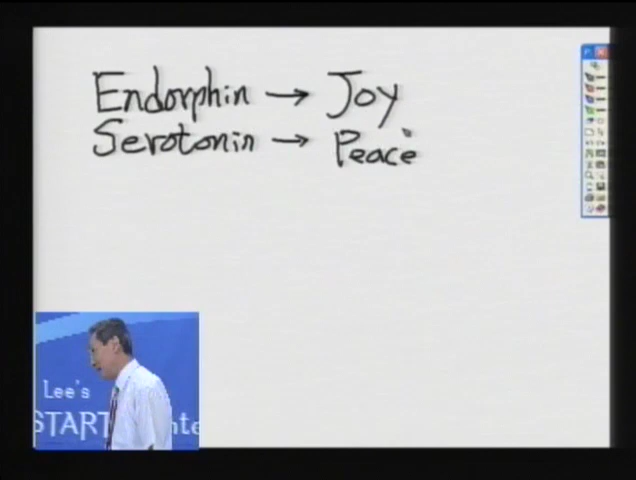 Endorphin → Joy
Serotonin → Peace
Lee's
START